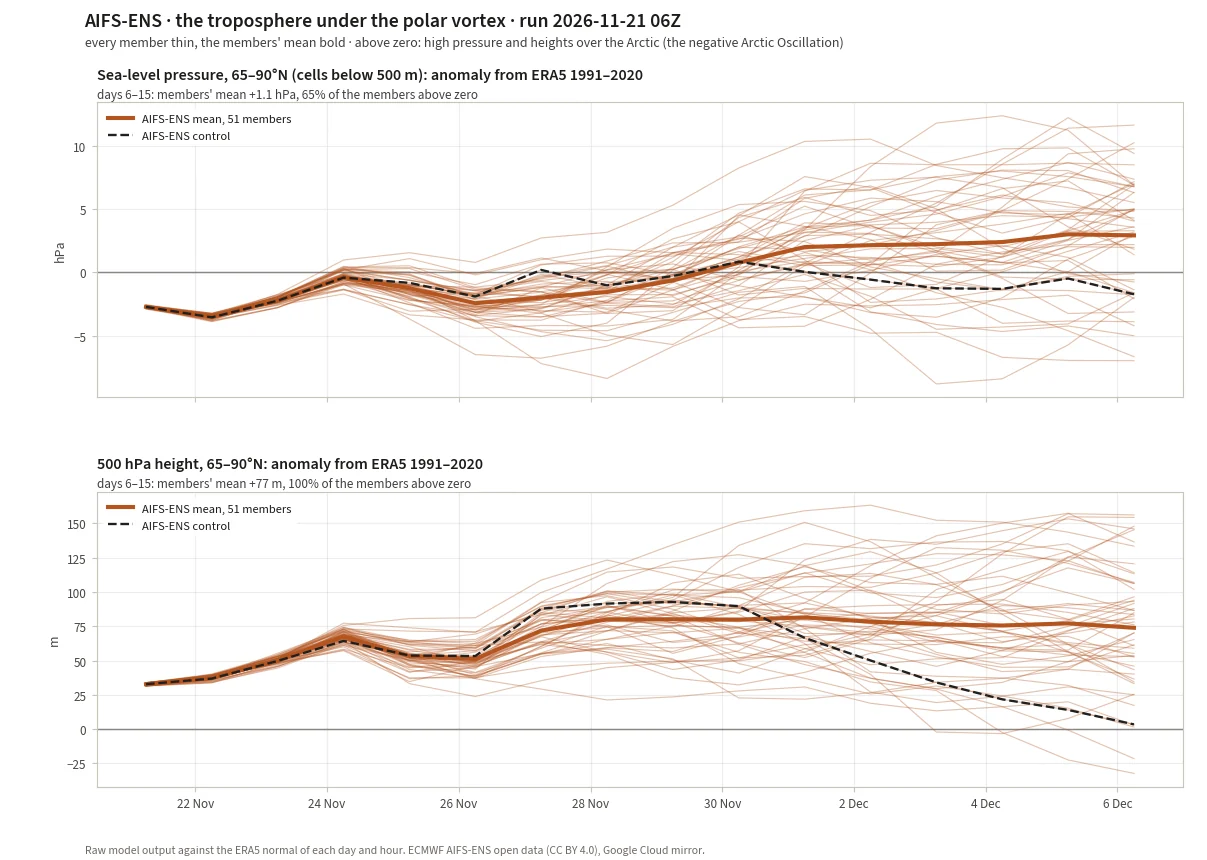 AIFS-ENS · the troposphere under the polar vortex · run 2026-11-21 06Z
every member thin, the members' mean bold · above zero: high pressure and heights over the Arctic (the negative Arctic Oscillation)
Sea-level pressure, 65–90°N (cells below 500 m): anomaly from ERA5 1991–2020
days 6–15: members' mean +1.1 hPa, 65% of the members above zero
AIFS-ENS mean, 51 members
AIFS-ENS control
10
5
0
−5
hPa
500 hPa height, 65–90°N: anomaly from ERA5 1991–2020
days 6–15: members' mean +77 m, 100% of the members above zero
AIFS-ENS mean, 51 members
AIFS-ENS control
150
125
100
75
50
25
0
−25
m
22 Nov 24 Nov 26 Nov 28 Nov 30 Nov 2 Dec 4 Dec 6 Dec
Raw model output against the ERA5 normal of each day and hour. ECMWF AIFS-ENS open data (CC BY 4.0), Google Cloud mirror.